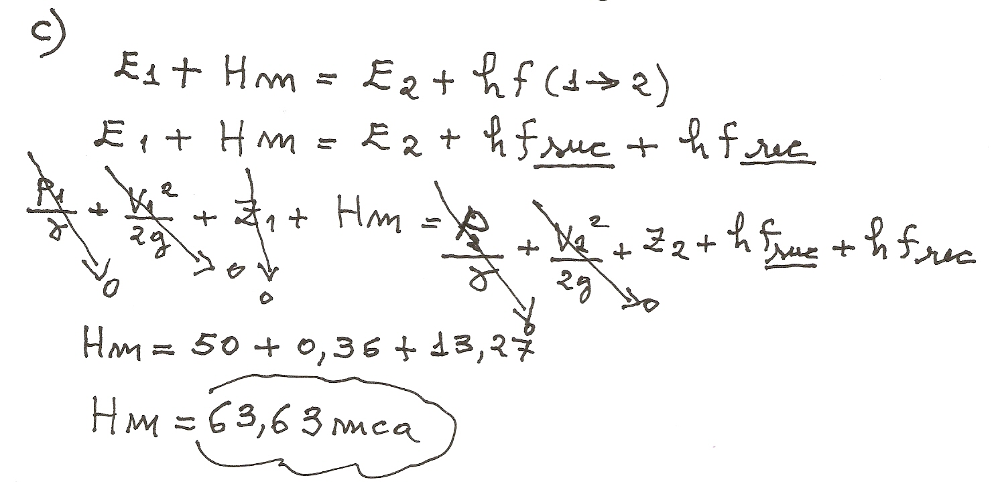 c)
E₁ + Hm = E₂ + hf (1→2)
E₁ + Hm = E₂ + hf suc + hf rec
P₁/γ + V₁²/2g + Z₁ + Hm = P₂/γ + V₂²/2g + Z₂ + hf suc + hf rec
0 0 0 0 0
Hm = 50 + 0,36 + 13,27
Hm = 63,63 mca